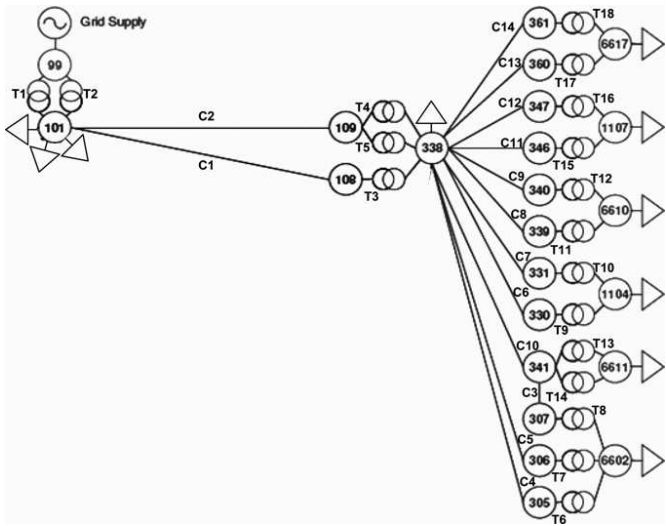 Grid Supply
99
T1
T2
101
C2
C1
109
T4
T5
108
T3
338
C14
361
T18
6617
C13
360
T17
C12
347
T16
1107
C11
346
T15
C9
340
T12
6610
C8
339
T11
C7
331
T10
1104
C6
330
T9
C10
341
T13
6611
C3
T14
307
T8
C5
306
T7
6602
C4
305
T6